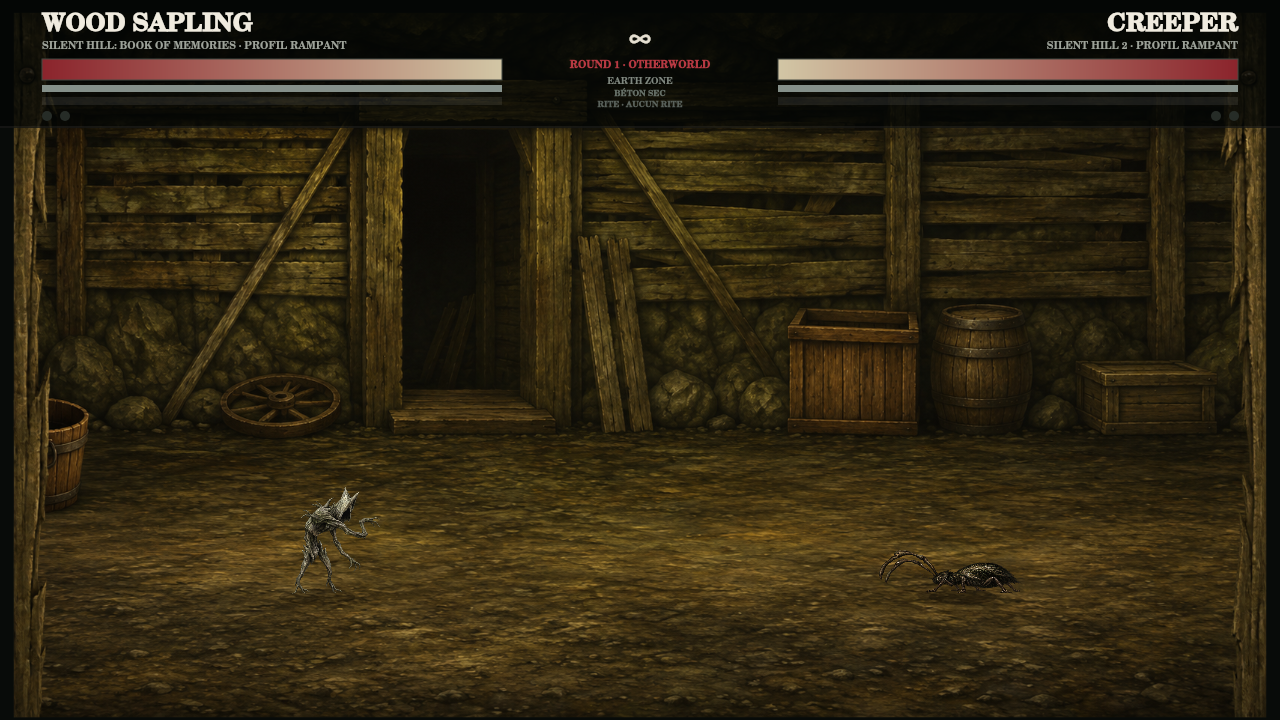 WOOD SAPLING
SILENT HILL: BOOK OF MEMORIES · PROFIL RAMPANT
∞
ROUND 1 · OTHERWORLD
EARTH ZONE
BÉTON SEC
RITE · AUCUN RITE
CREEPER
SILENT HILL 2 · PROFIL RAMPANT